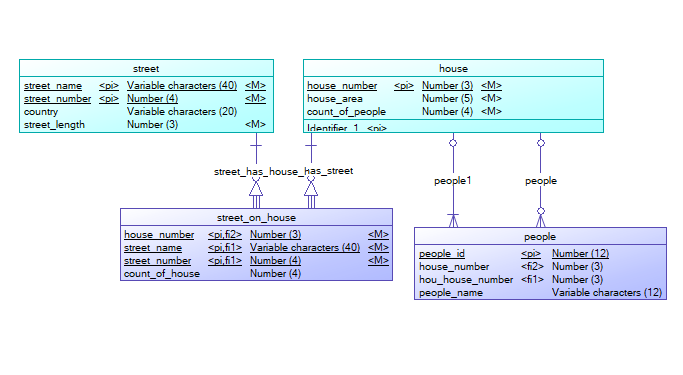 street
street_name <pi> Variable characters (40) <M>
street_number <pi> Number (4) <M>
country Variable characters (20)
street_length Number (3) <M>
house
house_number <pi> Number (3) <M>
house_area Number (5) <M>
count_of_people Number (4) <M>
Identifier_1 <pi>
street_has_house_has_street
people1
people
street_on_house
house_number <pi,fi2> Number (3) <M>
street_name <pi,fi1> Variable characters (40) <M>
street_number <pi,fi1> Number (4) <M>
count_of_house Number (4)
people
people_id <pi> Number (12)
house_number <fi2> Number (3)
hou_house_number <fi1> Number (3)
people_name Variable characters (12)